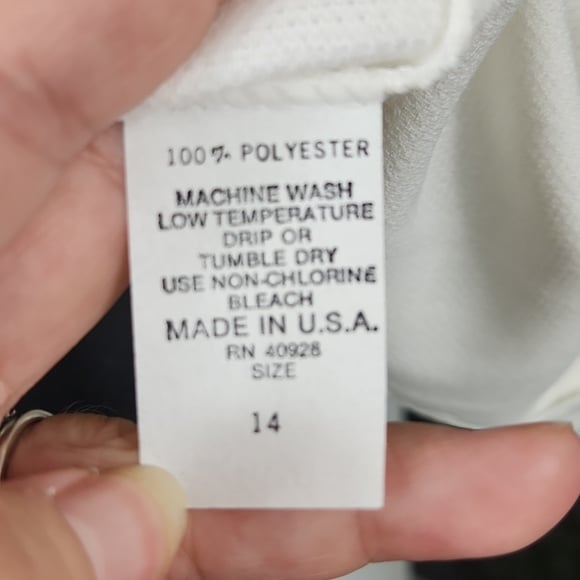 100% POLYESTER
MACHINE WASH
LOW TEMPERATURE
DRIP OR
TUMBLE DRY
USE NON-CHLORINE
BLEACH
MADE IN U.S.A.
RN 40928
SIZE
14